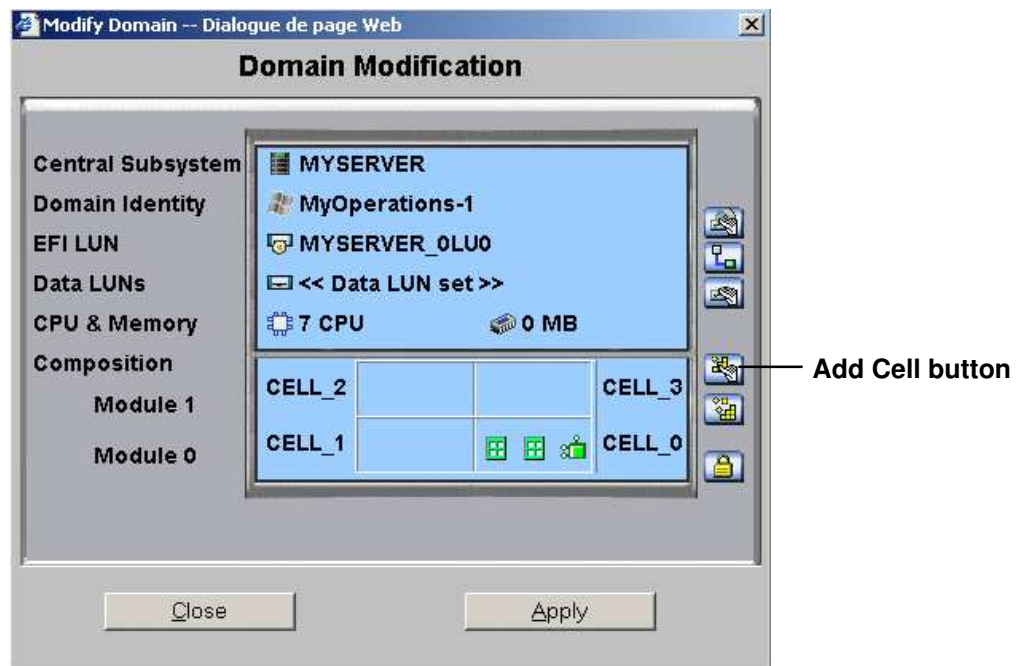 Modify Domain -- Dialogue de page Web
Domain Modification
Central Subsystem MYSERVER
Domain Identity MyOperations-1
EFI LUN MYSERVER_0LU0
Data LUNs << Data LUN set >>
CPU & Memory 7 CPU 0 MB
Composition
Add Cell button
Module 1 CELL_2 CELL_3
Module 0 CELL_1 CELL_0
Close Apply